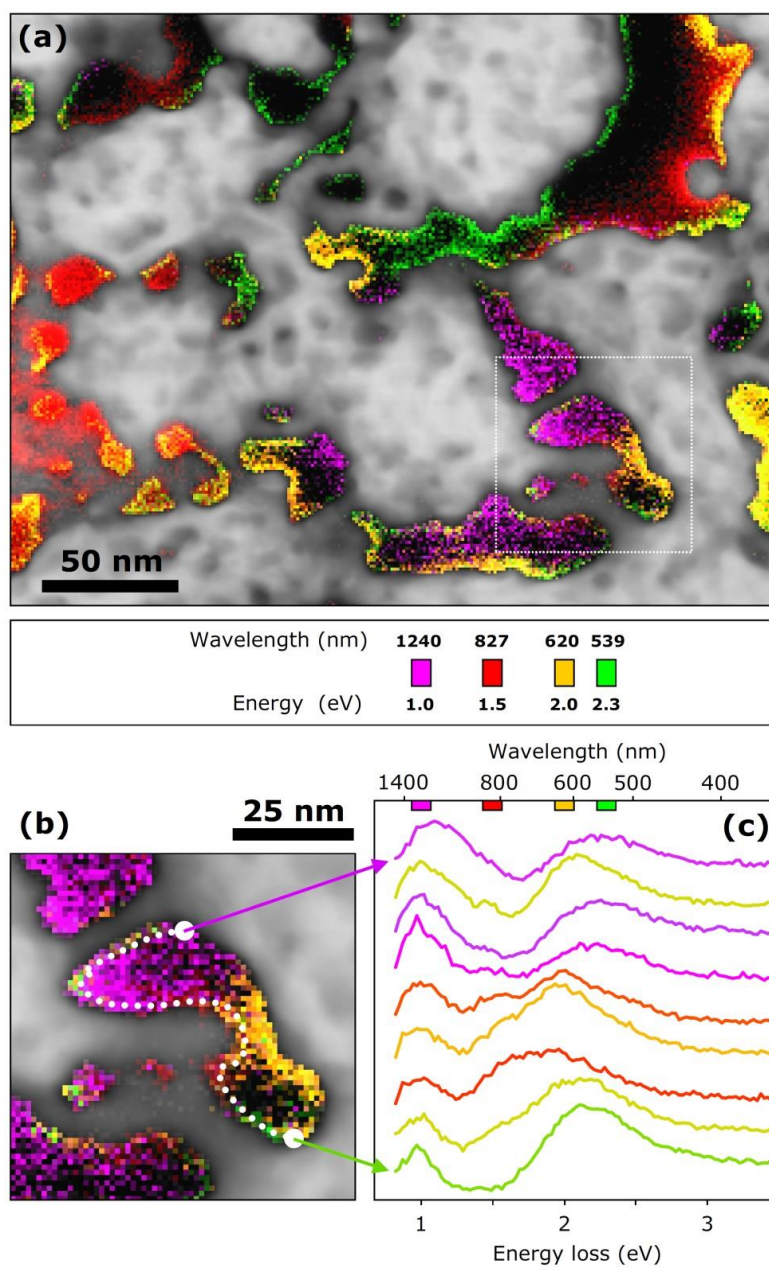 (a)
50 nm
Wavelength (nm) 1240 827 620 539
Energy (eV) 1.0 1.5 2.0 2.3
Wavelength (nm)
1400 800 600 500 400
(b)
25 nm
(c)
1 2 3
Energy loss (eV)